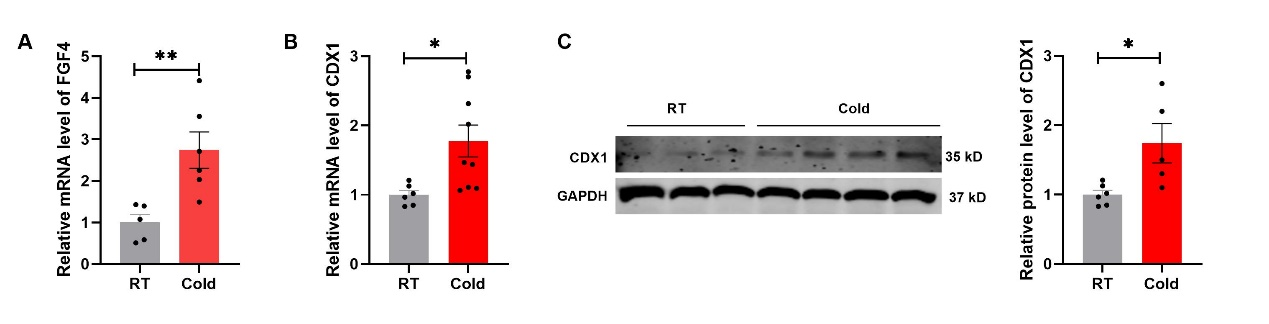 A
Relative mRNA level of FGF4
5
4
3
2
1
0
**
RT Cold
B
Relative mRNA level of CDX1
3
2
1
0
*
RT Cold
C
RT Cold
CDX1 35 kD
GAPDH 37 kD
Relative protein level of CDX1
3
2
1
0
*
RT Cold